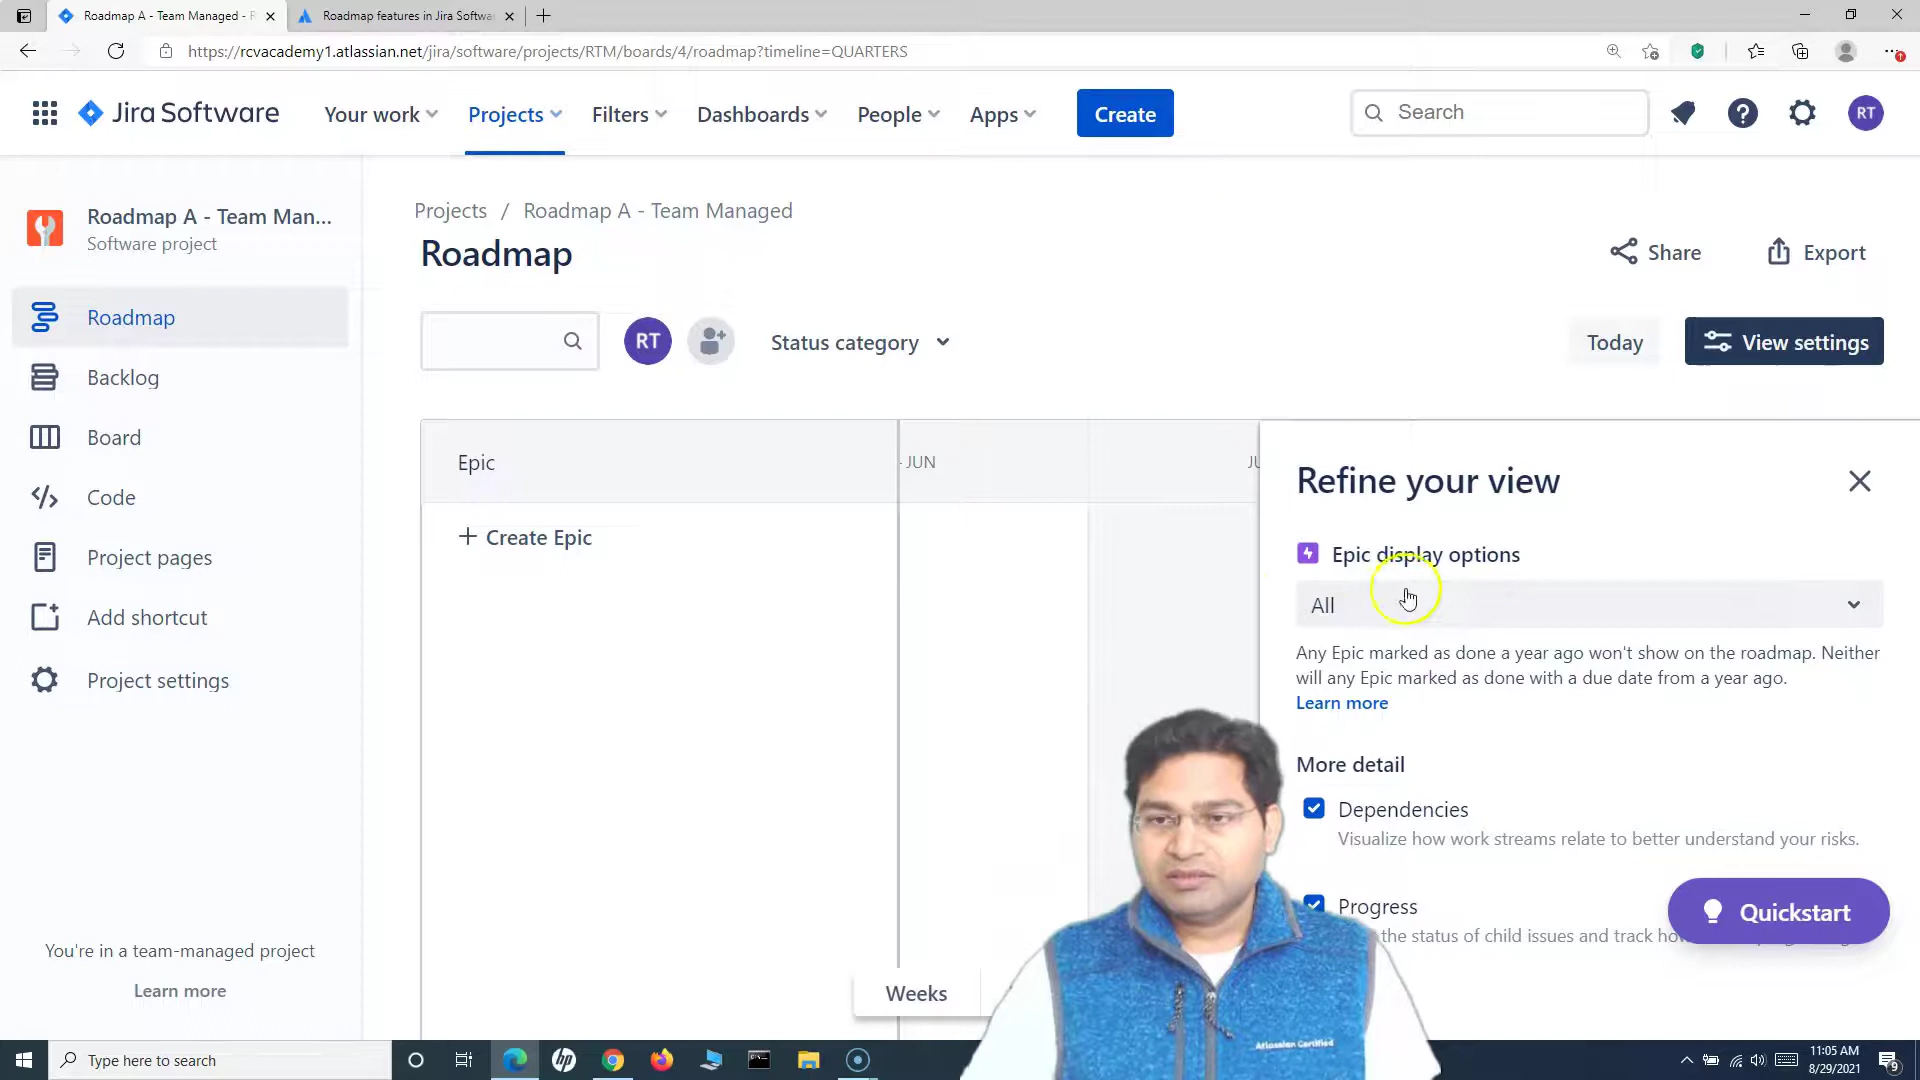 Roadmap A - Team Managed - R
Roadmap features in Jira Softwa
https://rcvacademy1.atlassian.net/jira/software/projects/RTM/boards/4/roadmap?timeline=QUARTERS
Jira Software
Your work
Projects
Filters
Dashboards
People
Apps
Create
Search
RT
Roadmap A - Team Man...
Software project
Roadmap
Backlog
Board
Code
Project pages
Add shortcut
Project settings
You're in a team-managed project
Learn more
Projects / Roadmap A - Team Managed
Roadmap
Share
Export
RT
Status category
Today
View settings
Epic
JUN
JU
+ Create Epic
Refine your view
Epic display options
All
Any Epic marked as done a year ago won't show on the roadmap. Neither
will any Epic marked as done with a due date from a year ago.
Learn more
More detail
Dependencies
Visualize how work streams relate to better understand your risks.
Progress
the status of child issues and track
Quickstart
Weeks
Atlassian Certified
Type here to search
hp
11:05 AM
8/29/2021
9